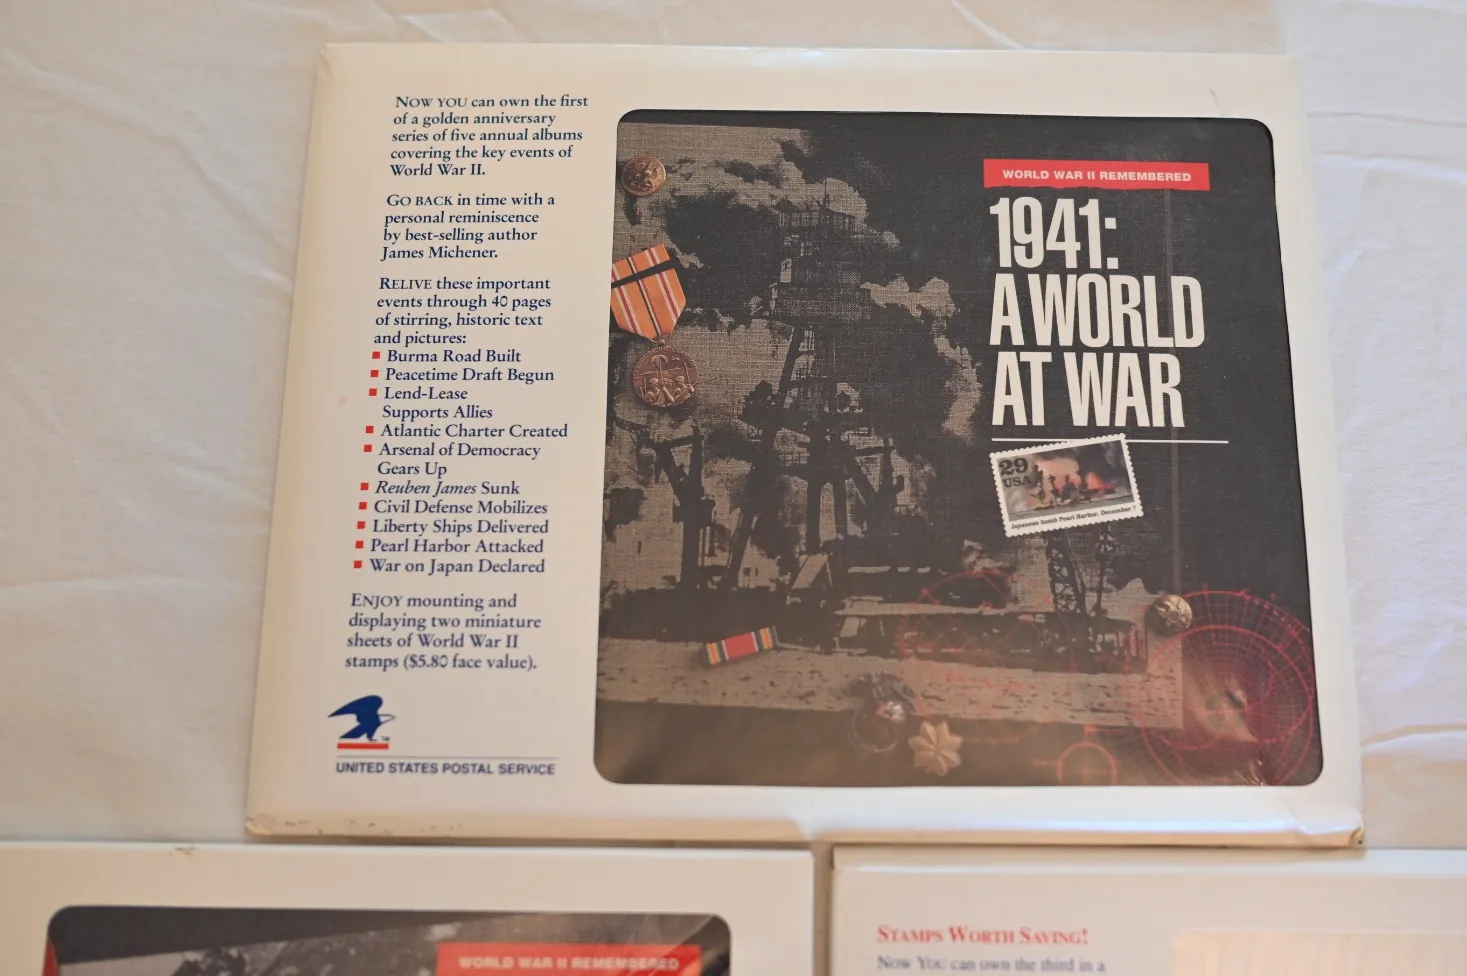 NOW YOU can own the first
of a golden anniversary
series of five annual albums
covering the key events of
World War II.
GO BACK in time with a
personal reminiscence
by best-selling author
James Michener.
RELIVE these important
events through 40 pages
of stirring, historic text
and pictures:
Burma Road Built
Peacetime Draft Begun
Lend-Lease
Supports Allies
Atlantic Charter Created
Arsenal of Democracy
Gears Up
Reuben James Sunk
Civil Defense Mobilizes
Liberty Ships Delivered
Pearl Harbor Attacked
War on Japan Declared
ENJOY mounting and
displaying two miniature
sheets of World War II
stamps ($5.80 face value).
UNITED STATES POSTAL SERVICE
WORLD WAR II REMEMBERED
1941:
A WORLD
AT WAR
29
USA
Japanese bomb Pearl Harbor, December 7
WORLD WAR II REMEMBERED
STAMPS WORTH SAVING!
NOW YOU can own the third in a